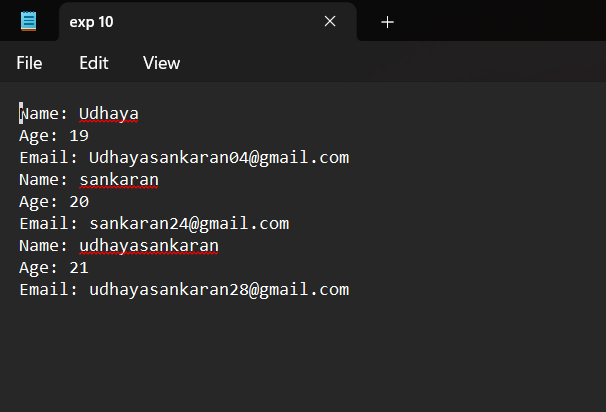 exp 10
File Edit View
Name: Udhaya
Age: 19
Email: Udhayasankaran04@gmail.com
Name: sankaran
Age: 20
Email: sankaran24@gmail.com
Name: udhayasankaran
Age: 21
Email: udhayasankaran28@gmail.com